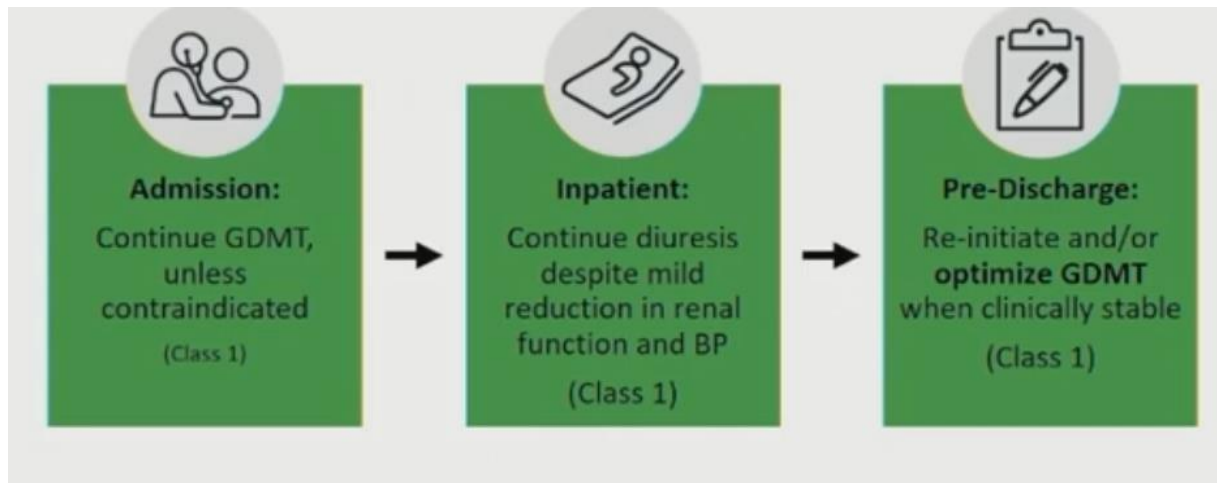 Admission:
Continue GDMT,
unless
contraindicated
(Class 1)
Inpatient:
Continue diuresis
despite mild
reduction in renal
function and BP
(Class 1)
Pre-Discharge:
Re-initiate and/or
optimize GDMT
when clinically stable
(Class 1)